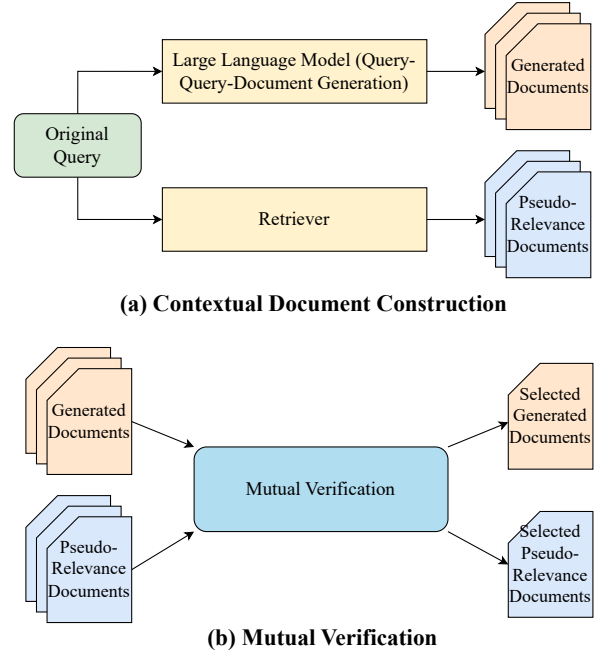 Large Language Model (Query-
Query-Document Generation)
Generated
Documents
Original
Query
Retriever
Pseudo-
Relevance
Documents
(a) Contextual Document Construction
Generated
Documents
Pseudo-
Relevance
Documents
Mutual Verification
Selected
Generated
Documents
Selected
Pseudo-
Relevance
Documents
(b) Mutual Verification